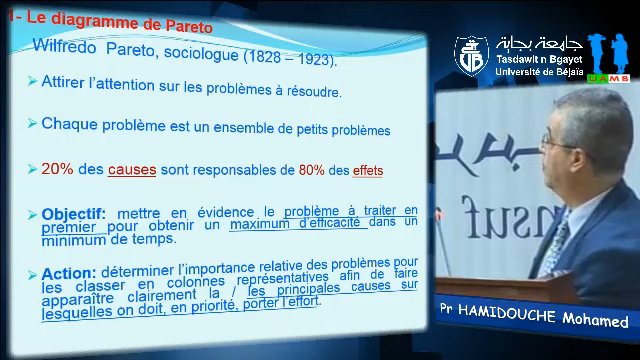 1- Le diagramme de Pareto
Wilfredo Pareto, sociologue (1828 – 1923).
Attirer l'attention sur les problèmes à résoudre.
Chaque problème est un ensemble de petits problèmes
20% des causes sont responsables de 80% des effets
Objectif: mettre en évidence le problème à traiter en
premier pour obtenir un maximum d'efficacité dans un
minimum de temps.
Action: déterminer l'importance relative des problèmes pour
les classer en colonnes représentatives afin de faire
apparaître clairement la / les principales causes sur
lesquelles on doit, en priorité, porter l'effort.
جامعة بجاية
Tasdawit n Bgayet
Université de Béjaïa
UAMB
Pr HAMIDOUCHE Mohamed